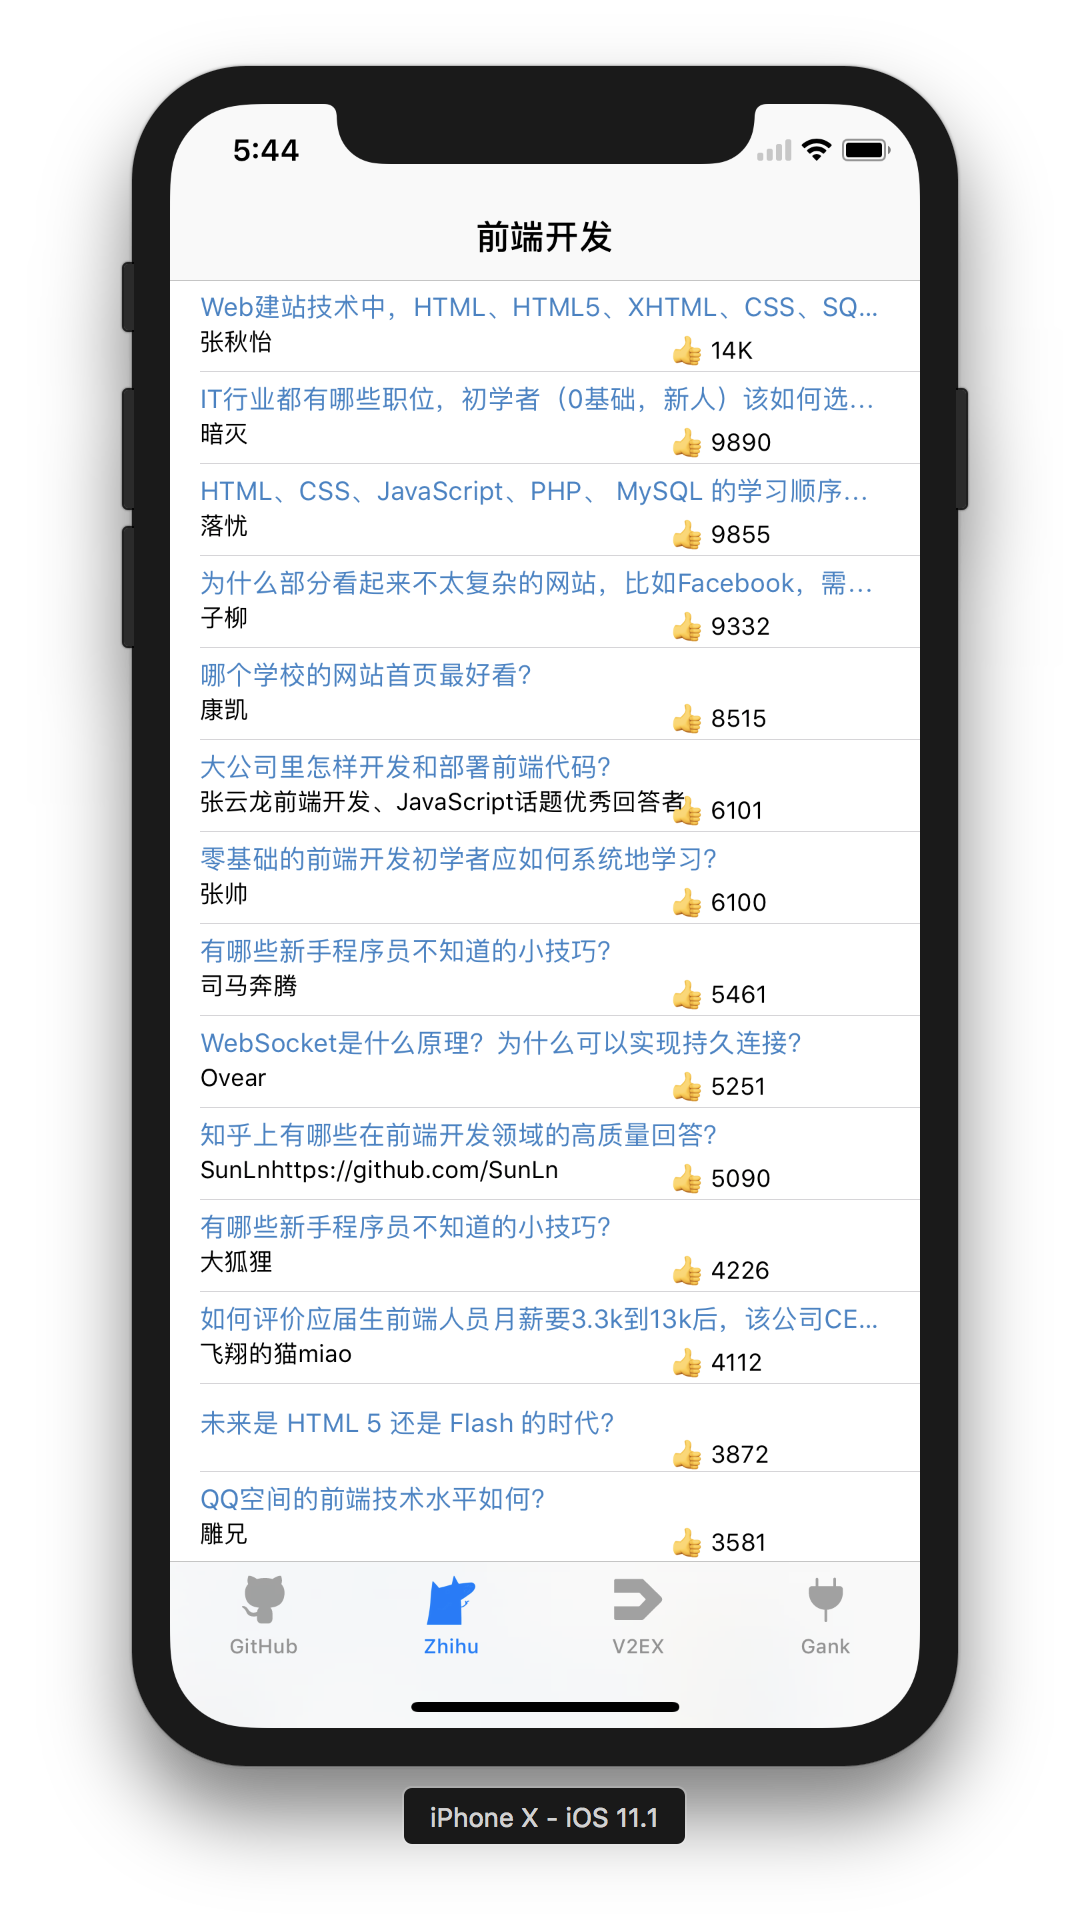 5:44
前端开发
Web建站技术中，HTML、HTML5、XHTML、CSS、SQ...
张秋怡
👍 14K
IT行业都有哪些职位，初学者（0基础，新人）该如何选...
暗灭
👍 9890
HTML、CSS、JavaScript、PHP、 MySQL 的学习顺序...
落忧
👍 9855
为什么部分看起来不太复杂的网站，比如Facebook，需...
子柳
👍 9332
哪个学校的网站首页最好看？
康凯
👍 8515
大公司里怎样开发和部署前端代码？
张云龙前端开发、JavaScript话题优秀回答者
👍 6101
零基础的前端开发初学者应如何系统地学习？
张帅
👍 6100
有哪些新手程序员不知道的小技巧？
司马奔腾
👍 5461
WebSocket是什么原理？为什么可以实现持久连接？
Ovear
👍 5251
知乎上有哪些在前端开发领域的高质量回答？
SunLnhttps://github.com/SunLn
👍 5090
有哪些新手程序员不知道的小技巧？
大狐狸
👍 4226
如何评价应届生前端人员月薪要3.3k到13k后，该公司CE...
飞翔的猫miao
👍 4112
未来是 HTML 5 还是 Flash 的时代？
👍 3872
QQ空间的前端技术水平如何？
雕兄
👍 3581
GitHub
Zhihu
V2EX
Gank
iPhone X - iOS 11.1